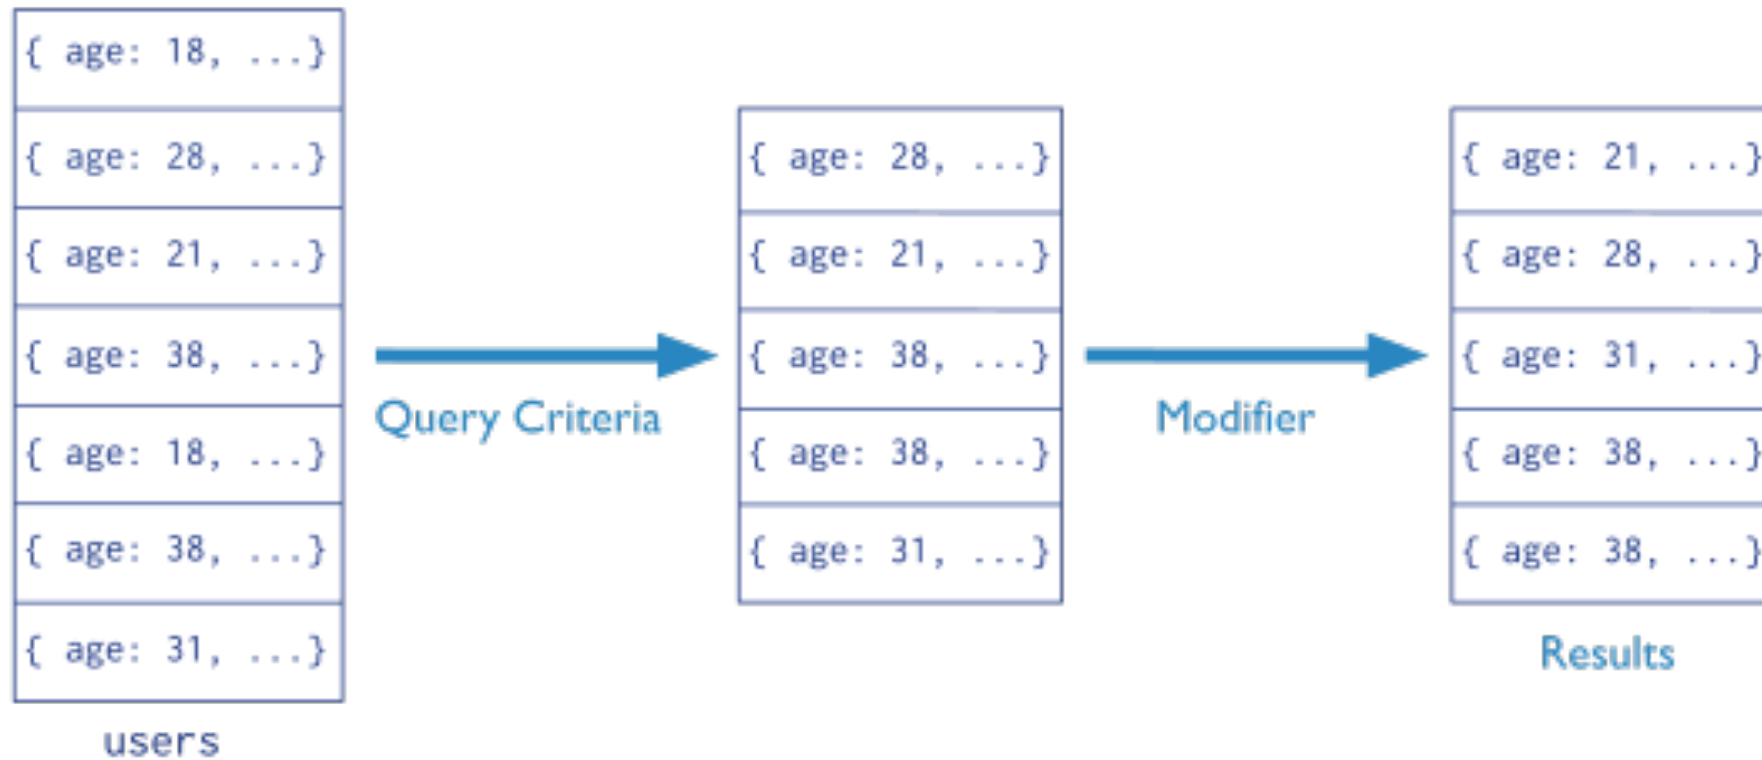 { age: 18, ...}
{ age: 28, ...}
{ age: 21, ...}
{ age: 38, ...}
{ age: 18, ...}
{ age: 38, ...}
{ age: 31, ...}
users
Query Criteria
{ age: 28, ...}
{ age: 21, ...}
{ age: 38, ...}
{ age: 38, ...}
{ age: 31, ...}
Modifier
{ age: 21, ...}
{ age: 28, ...}
{ age: 31, ...}
{ age: 38, ...}
{ age: 38, ...}
Results